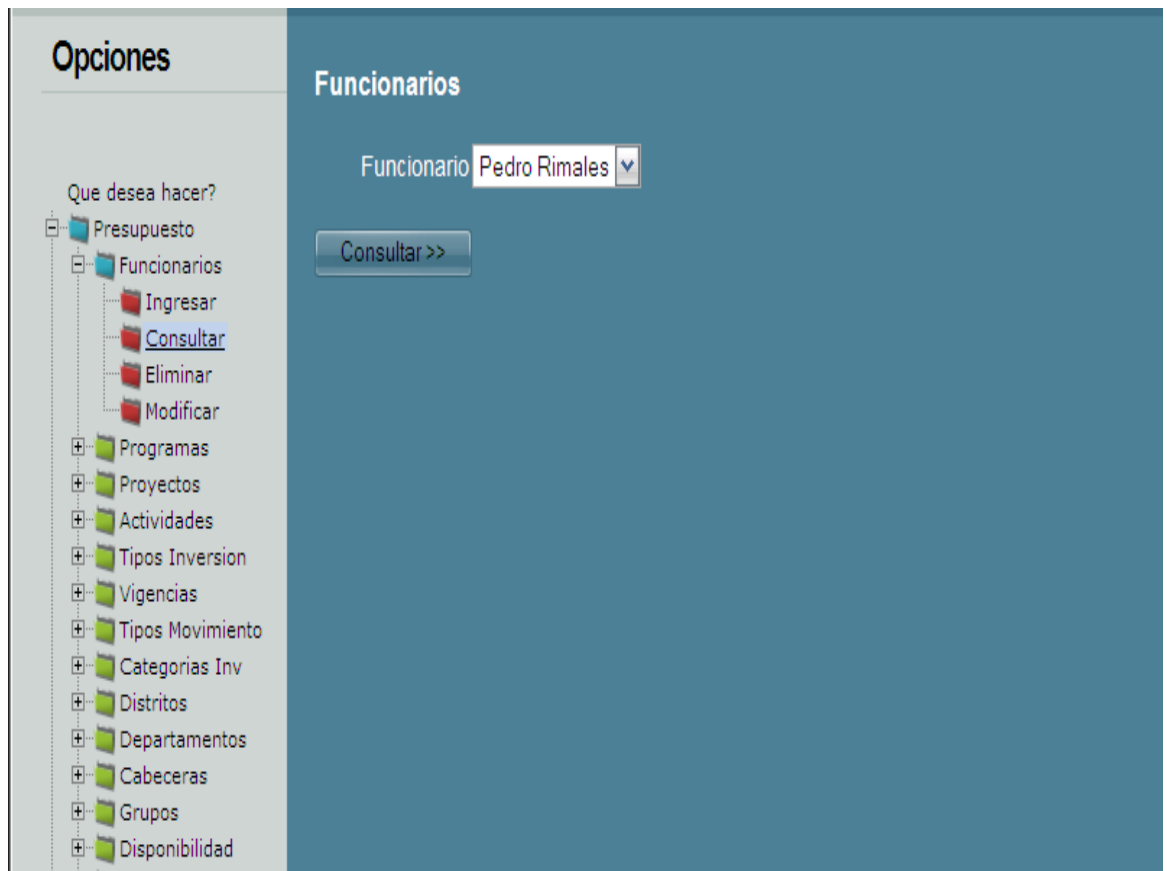 Opciones
Que desea hacer?
Presupuesto
Funcionarios
Ingresar
Consultar
Eliminar
Modificar
Programas
Proyectos
Actividades
Tipos Inversion
Vigencias
Tipos Movimiento
Categorias Inv
Distritos
Departamentos
Cabeceras
Grupos
Disponibilidad
Funcionarios
Funcionario Pedro Rimales
Consultar >>